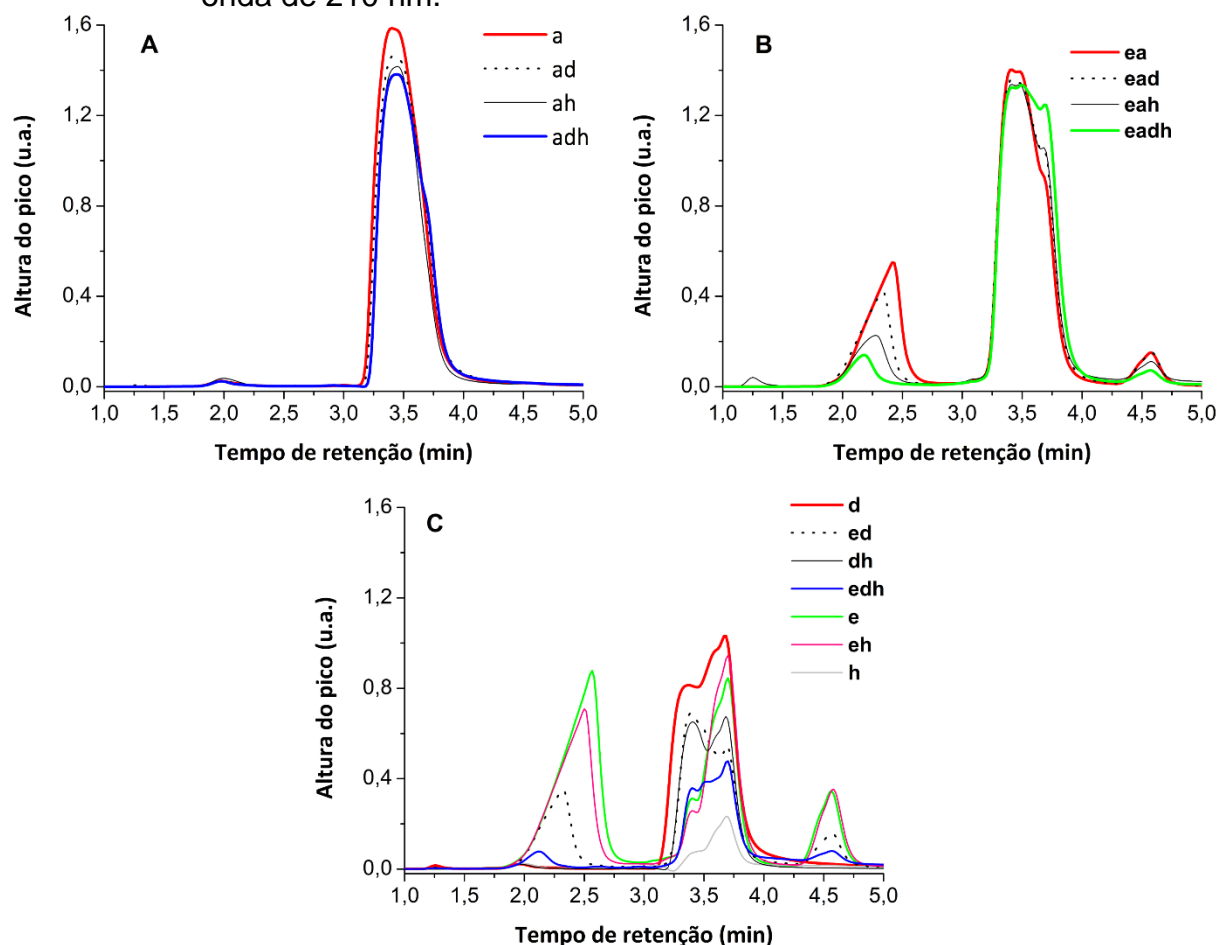 onda de 210 nm.
A
a
ad
ah
adh
Altura do pico (u.a.)
1,6
1,2
0,8
0,4
0,0
1,0 1,5 2,0 2,5 3,0 3,5 4,0 4,5 5,0
Tempo de retenção (min)
B
ea
ead
eah
eadh
Altura do pico (u.a.)
1,6
1,2
0,8
0,4
0,0
1,0 1,5 2,0 2,5 3,0 3,5 4,0 4,5 5,0
Tempo de retenção (min)
C
d
ed
dh
edh
e
eh
h
Altura do pico (u.a.)
1,6
1,2
0,8
0,4
0,0
1,0 1,5 2,0 2,5 3,0 3,5 4,0 4,5 5,0
Tempo de retenção (min)